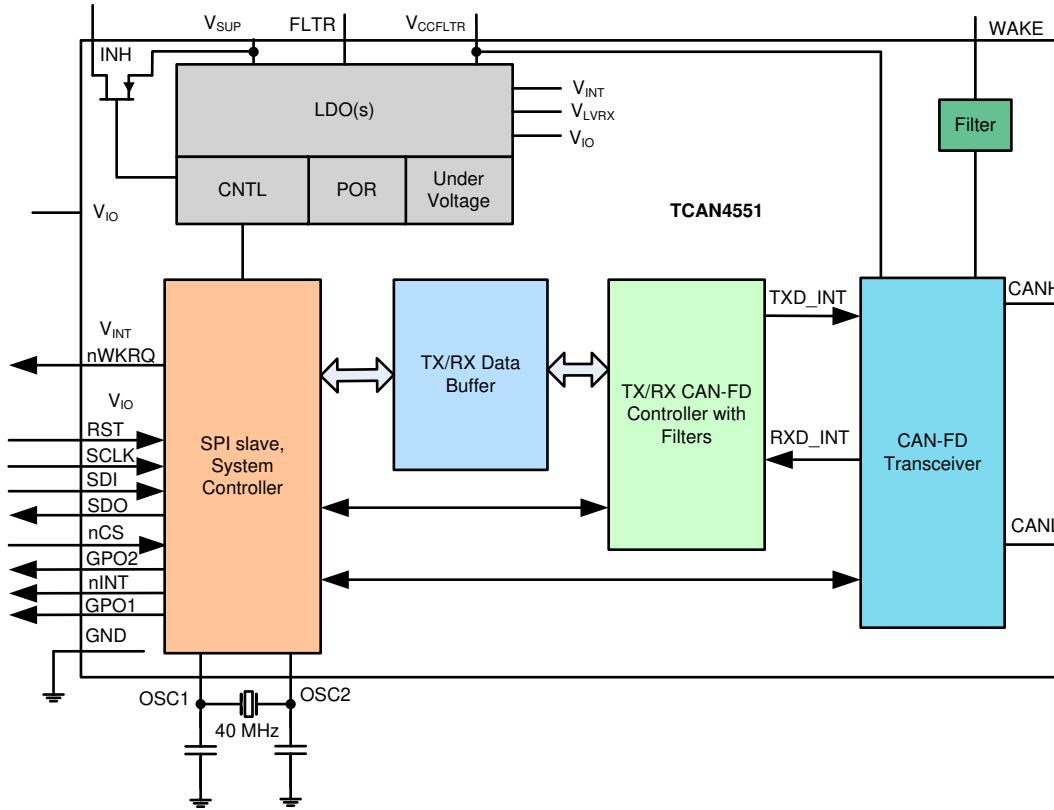 VSUP
FLTR
VCCFLTR
WAKE
INH
LDO(s)
VINT
VLVRX
VIO
Filter
CNTL
POR
Under
Voltage
VIO
TCAN4551
TXD_INT
CANH
VINT
nWKRQ
TX/RX Data
Buffer
TX/RX CAN-FD
Controller with
Filters
VIO
RST
SCLK
SDI
SDO
nCS
GPO2
nINT
GPO1
GND
SPI slave,
System
Controller
RXD_INT
CAN-FD
Transceiver
CANL
OSC1
OSC2
40 MHz